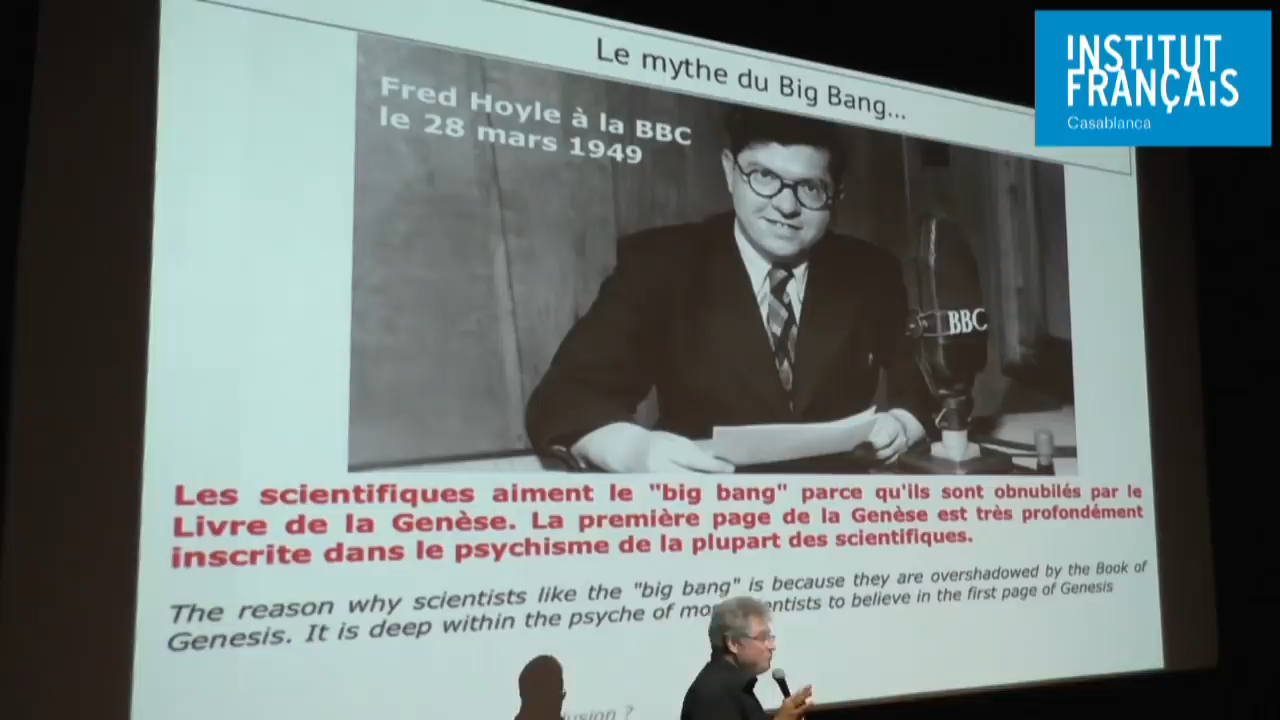 Le mythe du Big Bang...
INSTITUT
FRANÇAIS
Casablanca
Fred Hoyle à la BBC
le 28 mars 1949
BBC
Les scientifiques aiment le "big bang" parce qu'ils sont obnubilés par le
Livre de la Genèse. La première page de la Genèse est très profondément
inscrite dans le psychisme de la plupart des scientifiques.
The reason why scientists like the "big bang" is because they are overshadowed by the Book of
Genesis. It is deep within the psyche of to believe in the first page of Genesis
?